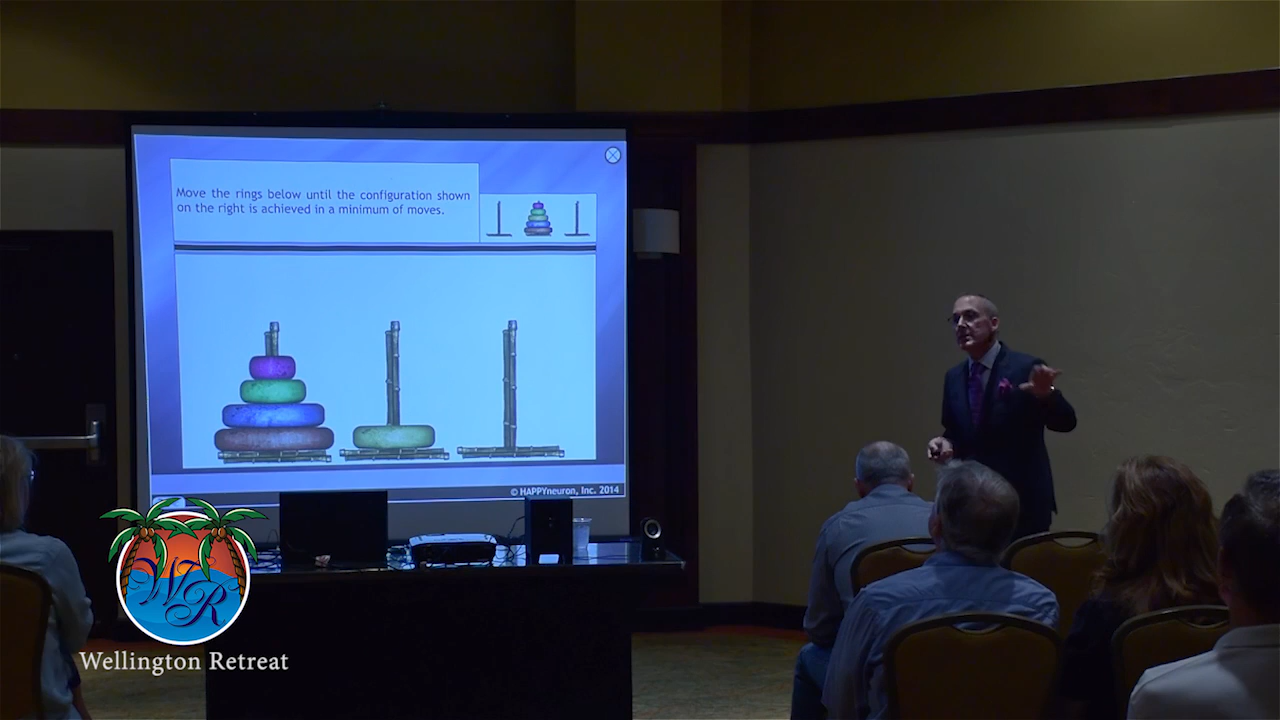 Move the rings below until the configuration shown
on the right is achieved in a minimum of moves.
© HAPPYneuron, Inc. 2014
WR
Wellington Retreat